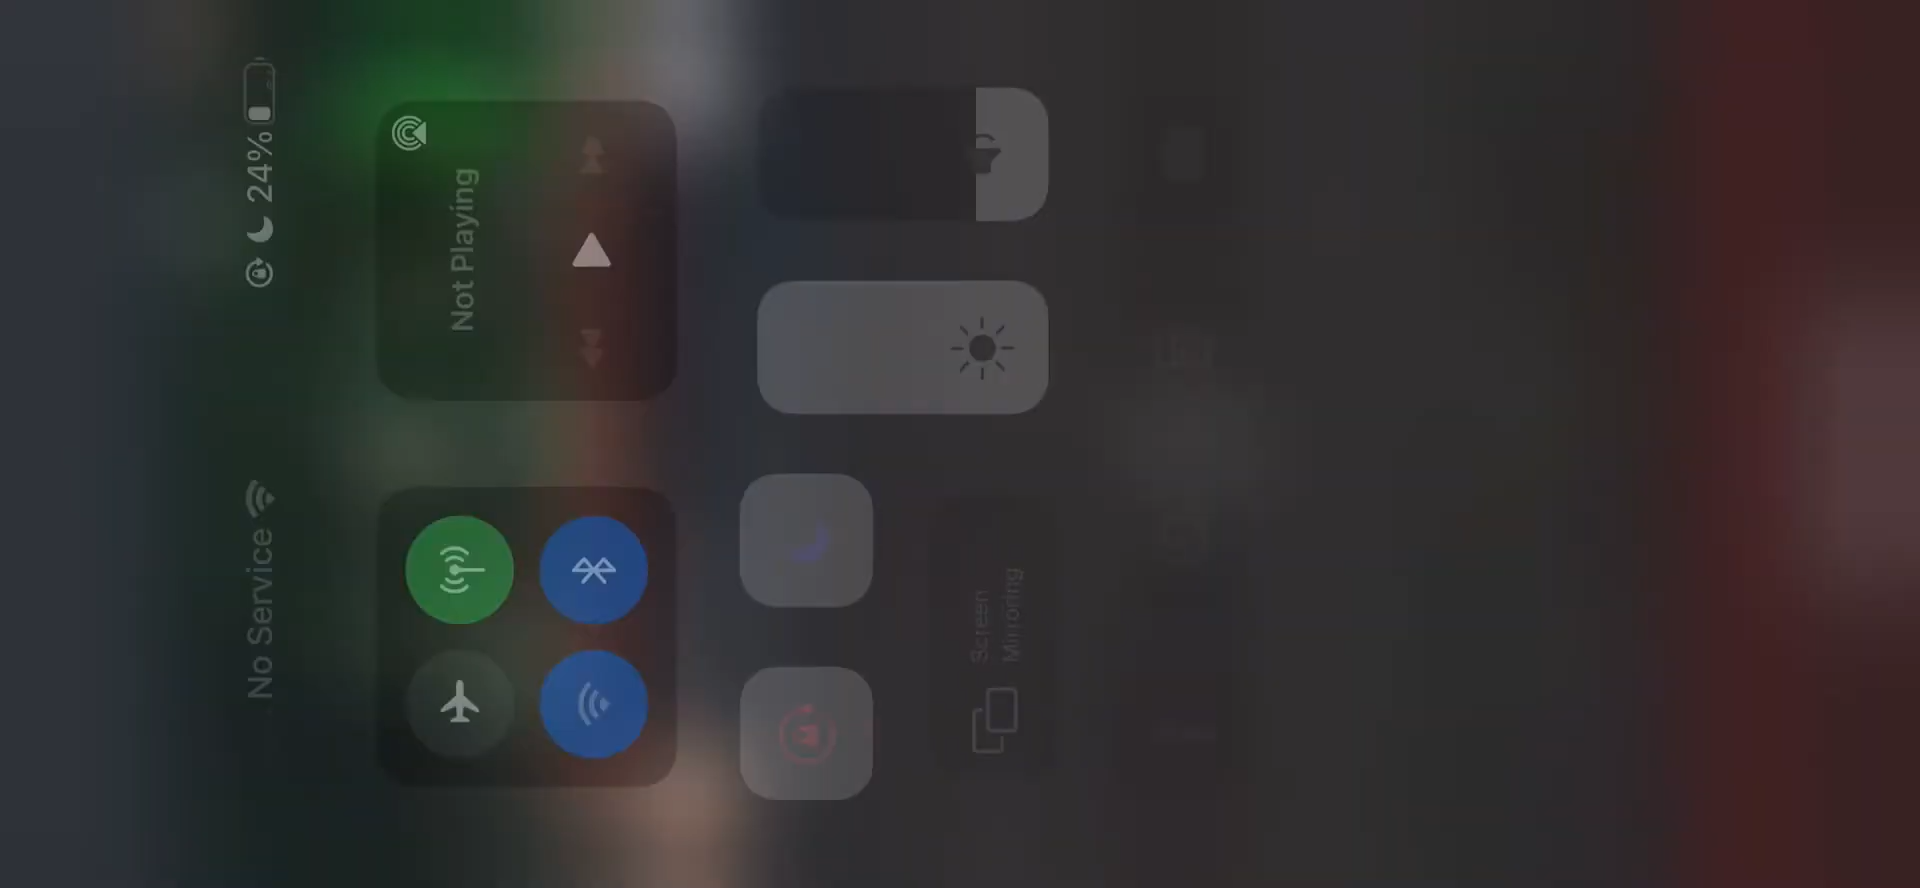 No Service
24%
Not Playing
Screen
Mirroring